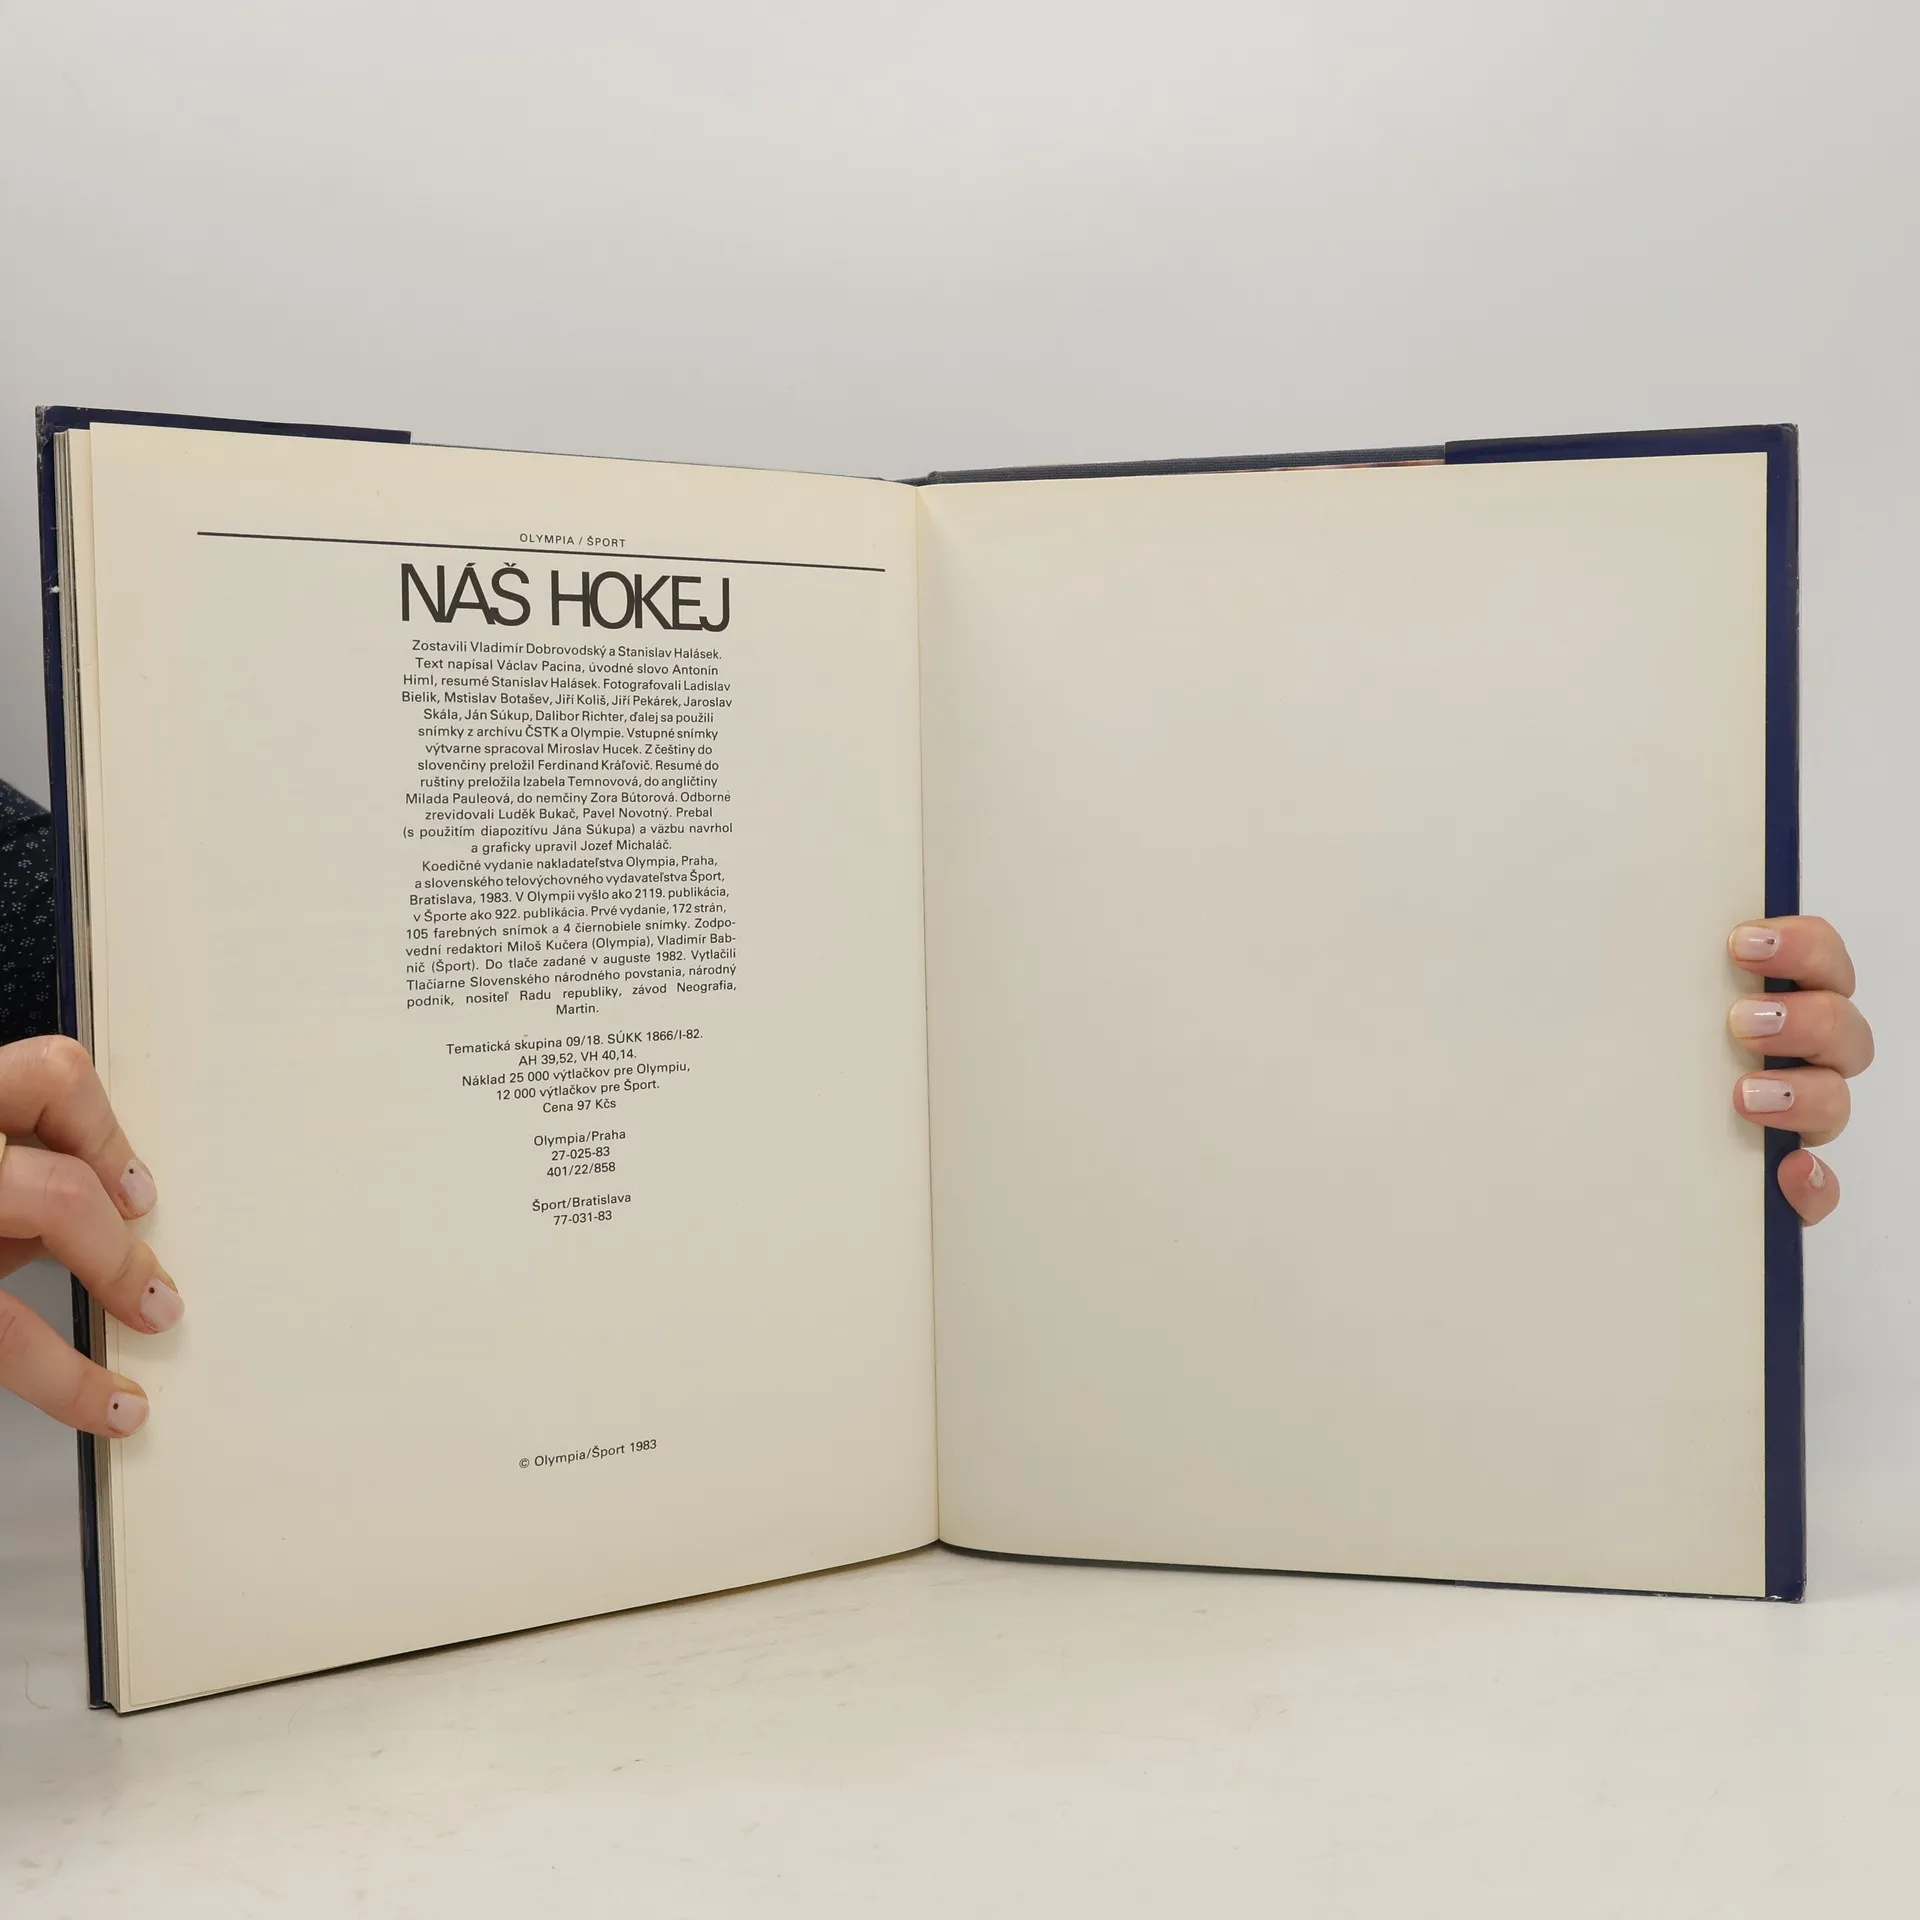 OLYMPIA / ŠPORT
NÁŠ HOKEJ
Zostavili Vladimír Dobrovodský a Stanislav Halásek.
Text napísal Václav Pacina, úvodné slovo Antonín
Himl, resumé Stanislav Halásek. Fotografovali Ladislav
Bielik, Mstislav Botašev, Jiří Koliš, Jiří Pekárek, Jaroslav
Skála, Ján Súkup, Dalibor Richter, ďalej sa použili
snímky z archívu ČSTK a Olympie. Vstupné snímky
výtvarne spracoval Miroslav Hucek. Z češtiny do
slovenčiny preložil Ferdinand Kráľovič. Resumé do
ruštiny preložila Izabela Temnovová, do angličtiny
Milada Pauleová, do nemčiny Zora Bútorová. Odborne
zrevidovali Luděk Bukač, Pavel Novotný. Prebal
(s použitím diapozitívu Jána Súkupa) a väzbu navrhol
a graficky upravil Jozef Michaláč.
Koedičné vydanie nakladateľstva Olympia, Praha,
a slovenského telovýchovného vydavateľstva Šport,
Bratislava, 1983. V Olympii vyšlo ako 2119. publikácia,
v Športe ako 922. publikácia. Prvé vydanie, 172 strán,
105 farebných snímok a 4 čiernobiele snímky. Zodpo-
vední redaktori Miloš Kučera (Olympia), Vladimír Bab-
nič (Šport). Do tlače zadané v auguste 1982. Vytlačili
Tlačiarne Slovenského národného povstania, národný
podnik, nositeľ Radu republiky, závod Neografia,
Martin.
Tematická skupina 09/18. SÚKK 1866/I-82.
AH 39,52, VH 40,14.
Náklad 25 000 výtlačkov pre Olympiu,
12 000 výtlačkov pre Šport.
Cena 97 Kčs
Olympia/Praha
27-025-83
401/22/858
Šport/Bratislava
77-031-83
© Olympia/Šport 1983